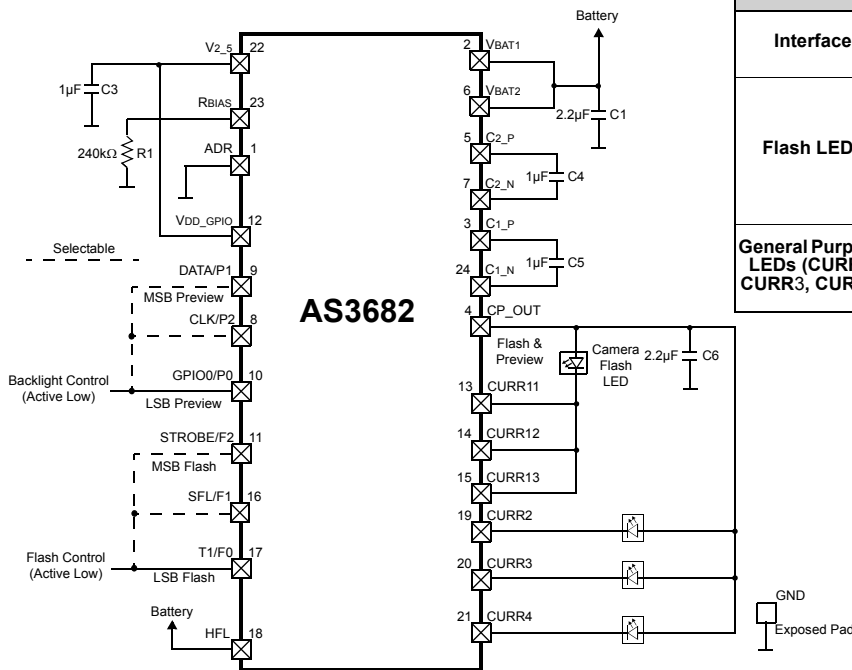 Battery
Interface
V2_5 22
2 VBAT1
1µF C3
RBIAS 23
6 VBAT2
2.2µF C1
5 C2_P
240kΩ R1
ADR 1
Flash LED
1µF C4
7 C2_N
VDD_GPIO 12
3 C1_P
Selectable
DATA/P1 9
1µF C5
24 C1_N
MSB Preview
CLK/P2 8
AS3682
4 CP_OUT
Flash &
Preview
Camera
Flash
LED
2.2µF C6
Backlight Control
(Active Low)
GPIO0/P0 10
LSB Preview
13 CURR11
STROBE/F2 11
MSB Flash
14 CURR12
SFL/F1 16
15 CURR13
19 CURR2
Flash Control
(Active Low)
T1/F0 17
LSB Flash
20 CURR3
Battery
HFL 18
21 CURR4
GND
Exposed Pad
General Purp
LEDs (CURR
CURR3, CUR